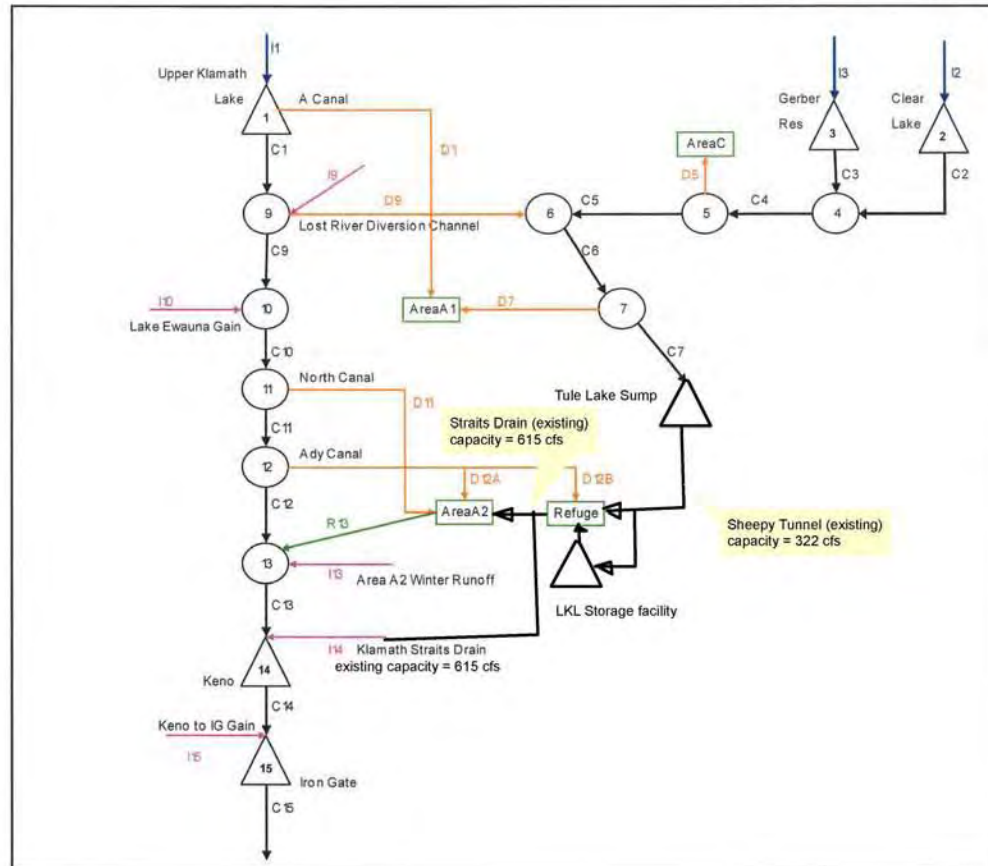 I1
I3
I2
Upper Klamath
Lake
A Canal
1
Gerber
Res
3
Clear
Lake
2
C1
D1
AreaC
D5
C3
C2
I9
9
D9
Lost River Diversion Channel
6
C5
5
C4
4
C9
C6
I10
Lake Ewauna Gain
10
AreaA1
D7
7
C10
C7
North Canal
11
D11
Tule Lake Sump
Straits Drain (existing)
capacity = 615 cfs
C11
Ady Canal
12
D12A
D12B
C12
R13
AreaA2
Refuge
Sheepy Tunnel (existing)
capacity = 322 cfs
13
I13
Area A2 Winter Runoff
LKL Storage facility
C13
I14
Klamath Straits Drain
existing capacity = 615 cfs
14
Keno
C14
Keno to IG Gain
I15
15
Iron Gate
C15